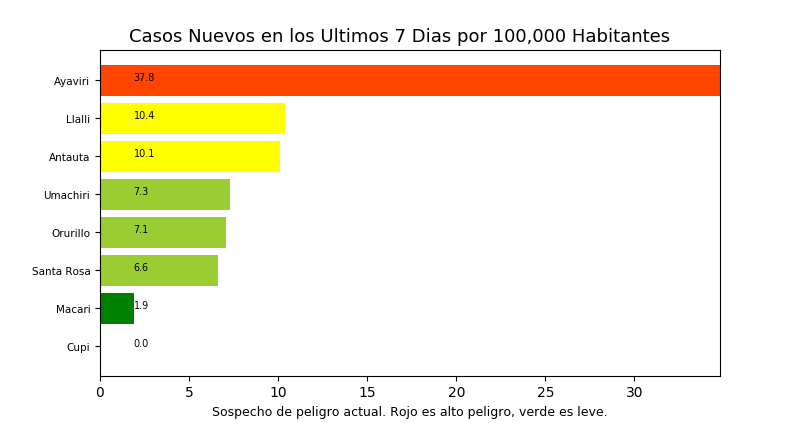 Casos Nuevos en los Ultimos 7 Dias por 100,000 Habitantes
Ayaviri 37.8
Llalli 10.4
Antauta 10.1
Umachiri 7.3
Orurillo 7.1
Santa Rosa 6.6
Macari 1.9
Cupi 0.0
0 5 10 15 20 25 30
Sospecho de peligro actual. Rojo es alto peligro, verde es leve.